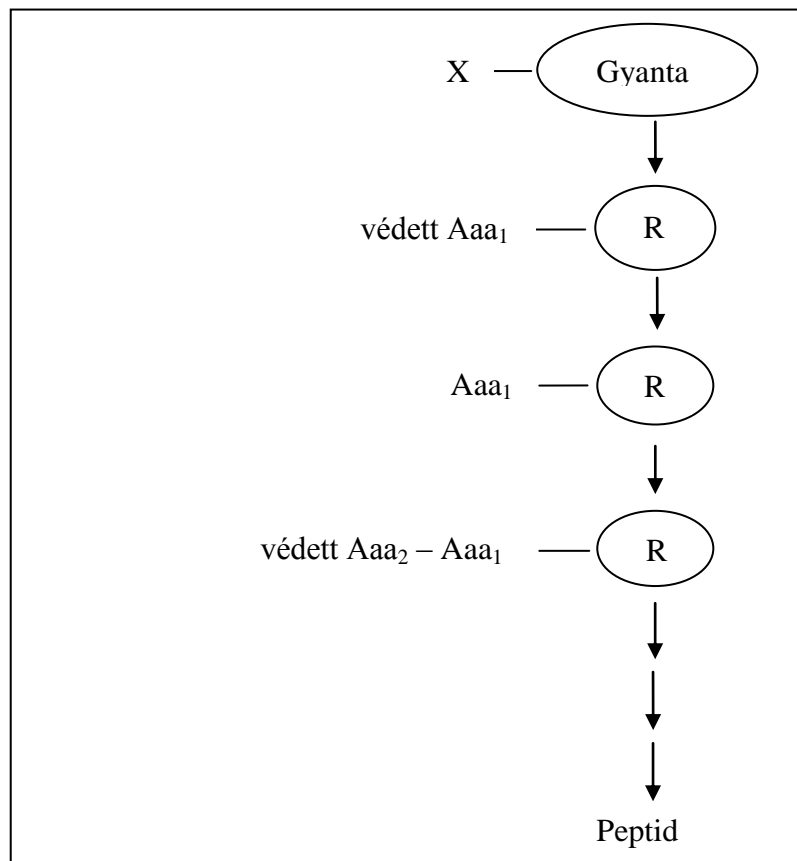 X Gyanta
védett Aaa₁ R
Aaa₁ R
védett Aaa₂ – Aaa₁ R
Peptid